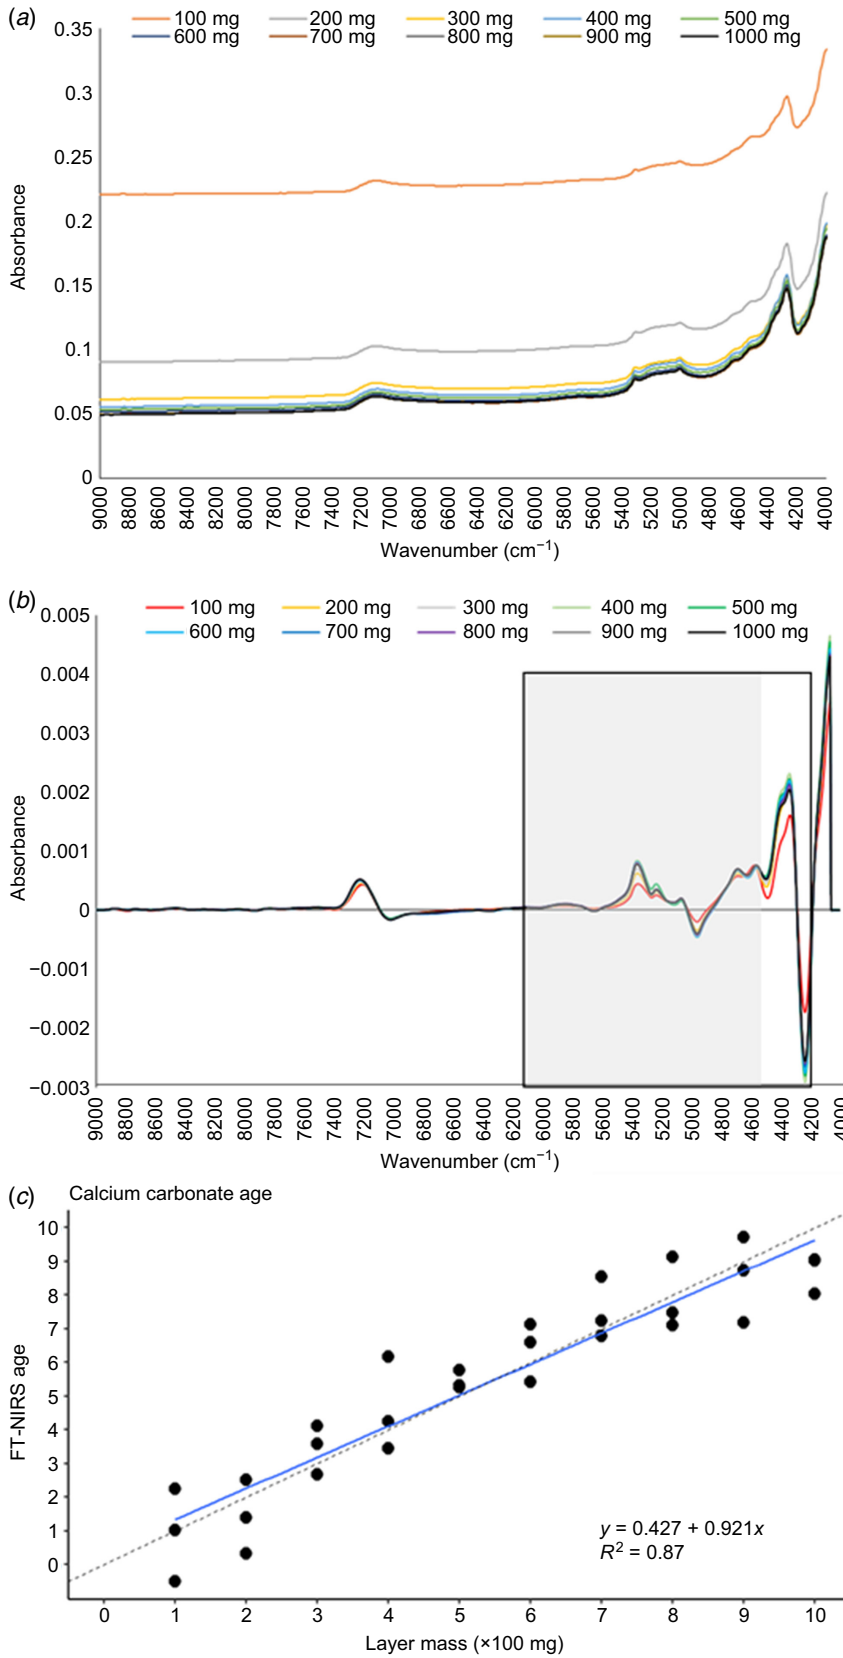 (a)
100 mg 200 mg 300 mg 400 mg 500 mg
600 mg 700 mg 800 mg 900 mg 1000 mg
0.35
0.3
0.25
0.2
0.15
0.1
0.05
0
Absorbance
9000 8800 8600 8400 8200 8000 7800 7600 7400 7200 7000 6800 6600 6400 6200 6000 5800 5600 5400 5200 5000 4800 4600 4400 4200 4000
Wavenumber (cm⁻¹)
(b)
100 mg 200 mg 300 mg 400 mg 500 mg
600 mg 700 mg 800 mg 900 mg 1000 mg
0.005
0.004
0.003
0.002
0.001
0
−0.001
−0.002
−0.003
Absorbance
9000 8800 8600 8400 8200 8000 7800 7600 7400 7200 7000 6800 6600 6400 6200 6000 5800 5600 5400 5200 5000 4800 4600 4400 4200 4000
Wavenumber (cm⁻¹)
(c) Calcium carbonate age
10
9
8
7
6
5
4
3
2
1
0
FT-NIRS age
y = 0.427 + 0.921x
R² = 0.87
0 1 2 3 4 5 6 7 8 9 10
Layer mass (×100 mg)